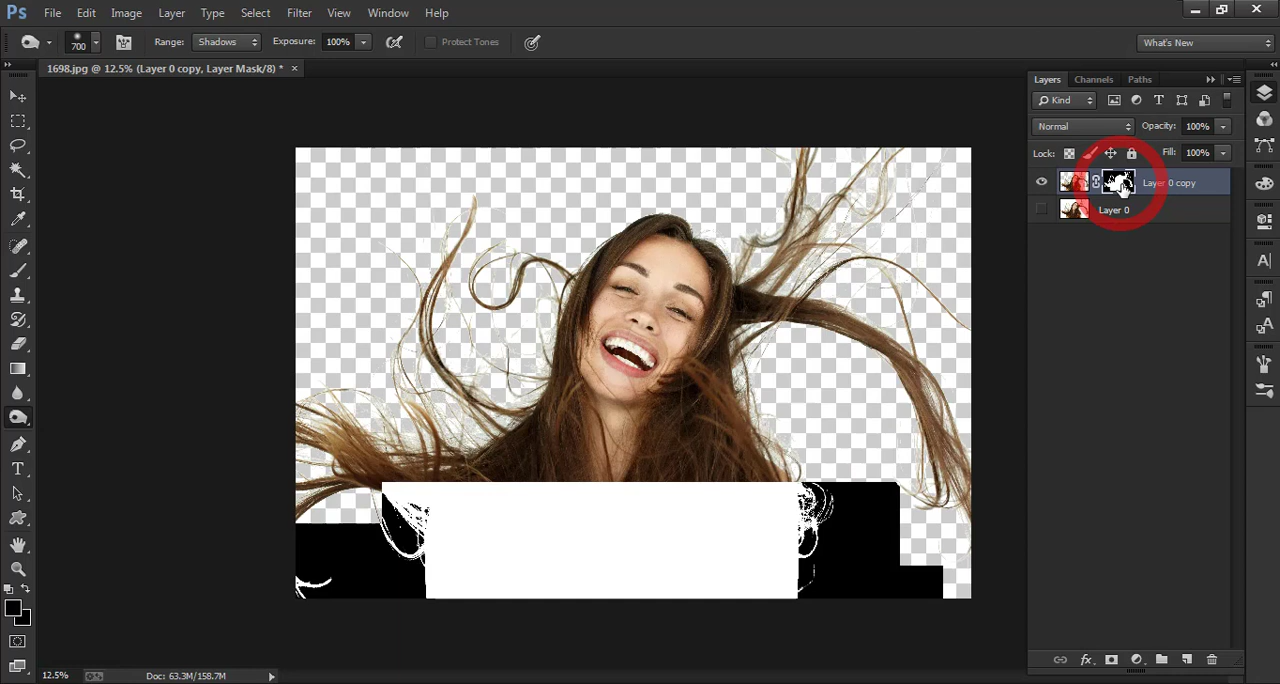 Ps File Edit Image Layer Type Select Filter View Window Help
700 Range: Shadows Exposure: 100% Protect Tones What's New
1698.jpg @ 12.5% (Layer 0 copy, Layer Mask/8) * ×
Layers Channels Paths
Kind
Normal Opacity: 100%
Lock: Fill: 100%
Layer 0 copy
Layer 0
12.5% Doc: 63.3M/158.7M